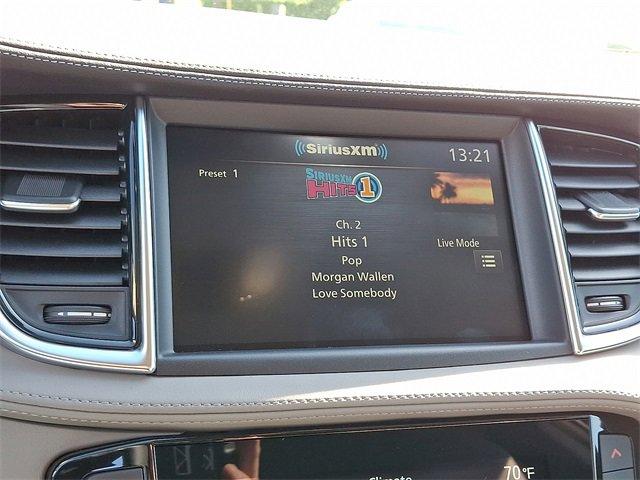 ((SiriusXM))
13:21
Preset 1
SIRIUSXM
HITS 1
Ch. 2
Hits 1
Live Mode
Pop
Morgan Wallen
Love Somebody
Climate
70°F